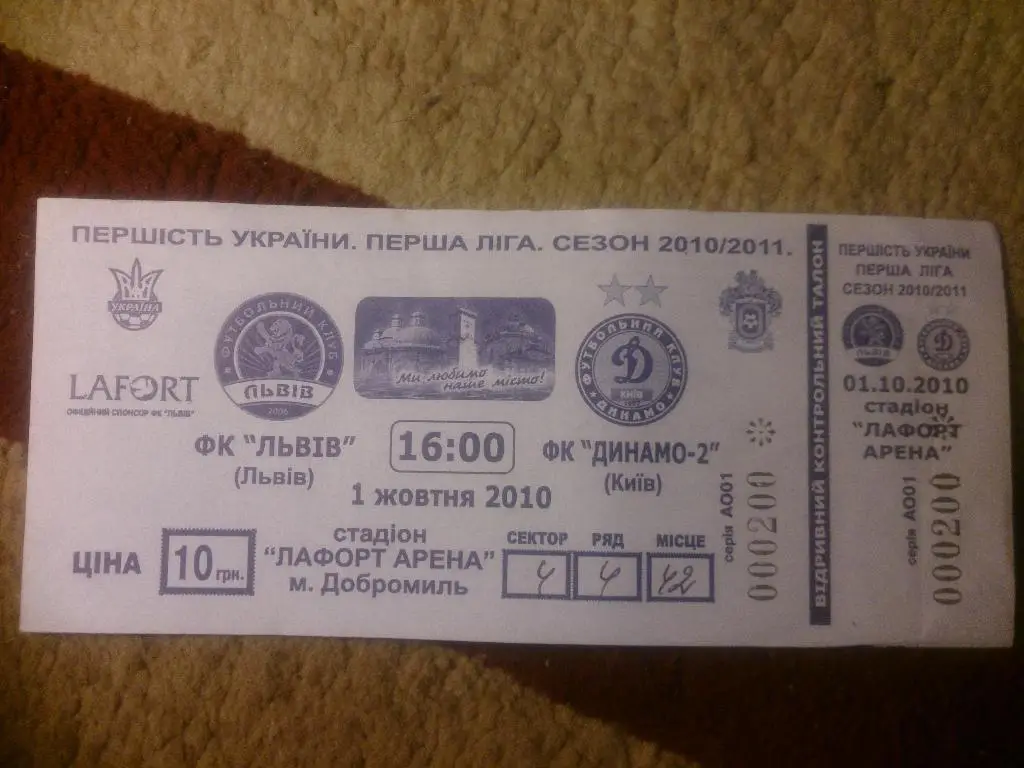 ПЕРШІСТЬ УКРАЇНИ. ПЕРША ЛІГА. СЕЗОН 2010/2011.
УКРАЇНА
LAFORT
ОФІЦІЙНИЙ СПОНСОР ФК "ЛЬВІВ"
ФУТБОЛЬНИЙ КЛУБ
ЛЬВІВ
2006
Ми любимо
наше місто!
ФУТБОЛЬНИЙ КЛУБ
Д
КИЇВ
ДИНАМО
ФК "ЛЬВІВ"
(Львів)
16:00
ФК "ДИНАМО-2"
(Київ)
1 жовтня 2010
стадіон
"ЛАФОРТ АРЕНА"
м. Добромиль
ЦІНА
10 грн.
СЕКТОР РЯД МІСЦЕ
4 4 42
серія АО01
000200
ВІДРИВНИЙ КОНТРОЛЬНИЙ ТАЛОН
ПЕРШІСТЬ УКРАЇНИ
ПЕРША ЛІГА
СЕЗОН 2010/2011
01.10.2010
стадіон
"ЛАФОРТ
АРЕНА"
серія АО01
000200